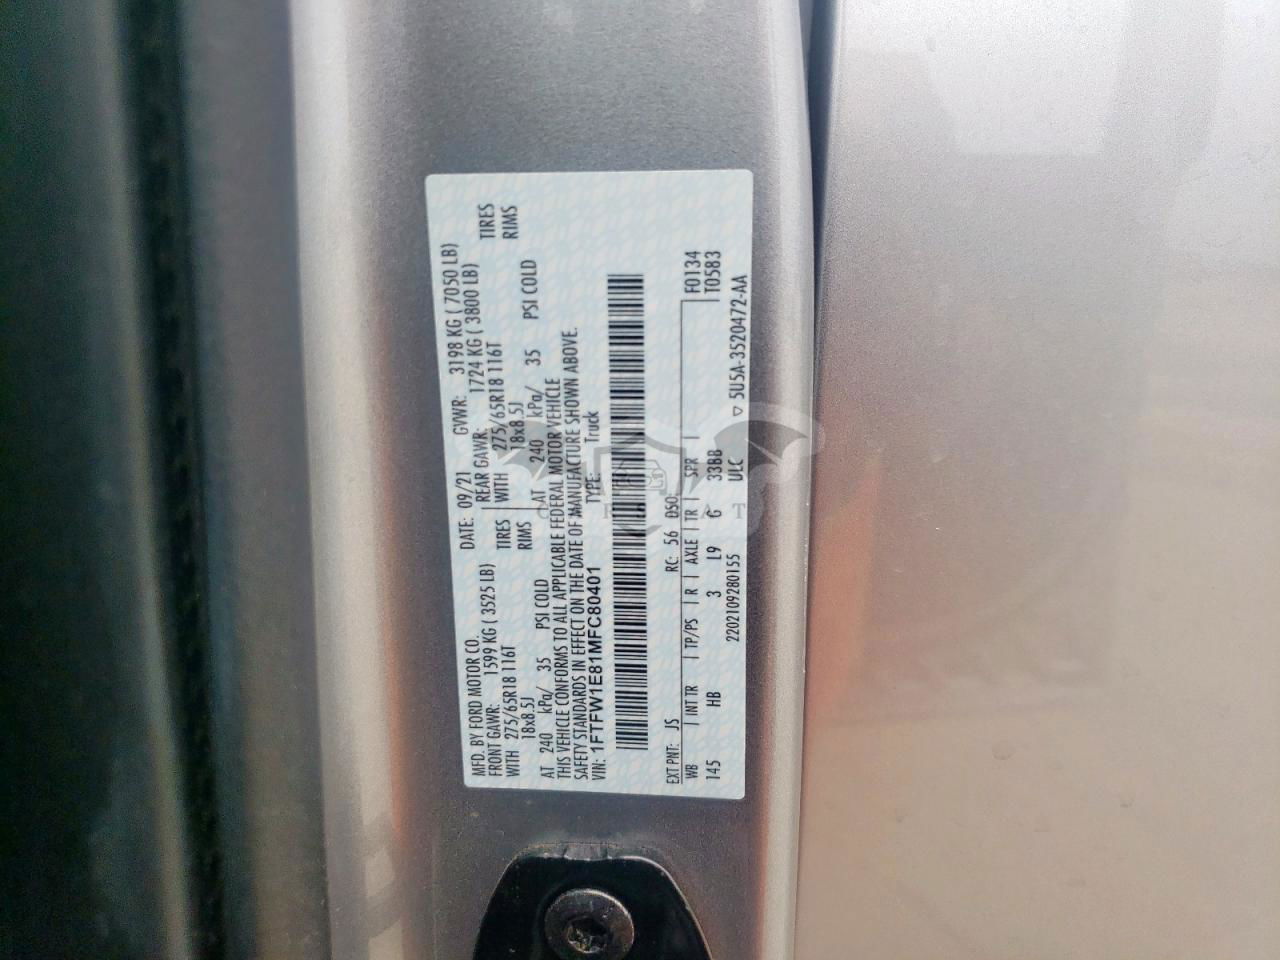 MFD. BY FORD MOTOR CO.
DATE: 09/21 GVWR: 3198 KG ( 7050 LB)
FRONT GAWR: 1599 KG ( 3525 LB) REAR GAWR: 1724 KG ( 3800 LB)
WITH 275/65R18 116T TIRES WITH 275/65R18 116T TIRES
18x8.5J RIMS 18x8.5J RIMS
AT 240 kPa/ 35 PSI COLD AT 240 kPa/ 35 PSI COLD
THIS VEHICLE CONFORMS TO ALL APPLICABLE FEDERAL MOTOR VEHICLE
SAFETY STANDARDS IN EFFECT ON THE DATE OF MANUFACTURE SHOWN ABOVE.
VIN: 1FTFW1E81MFC80401 TYPE: Truck
EXT PNT: JS RC: 56 DSO: F0134
WB INT TR TP/PS R AXLE TR SPR T0583
145 HB 3 L9 G 33BB
2202109280155 ULC ▽ 5U5A-3520472-AA